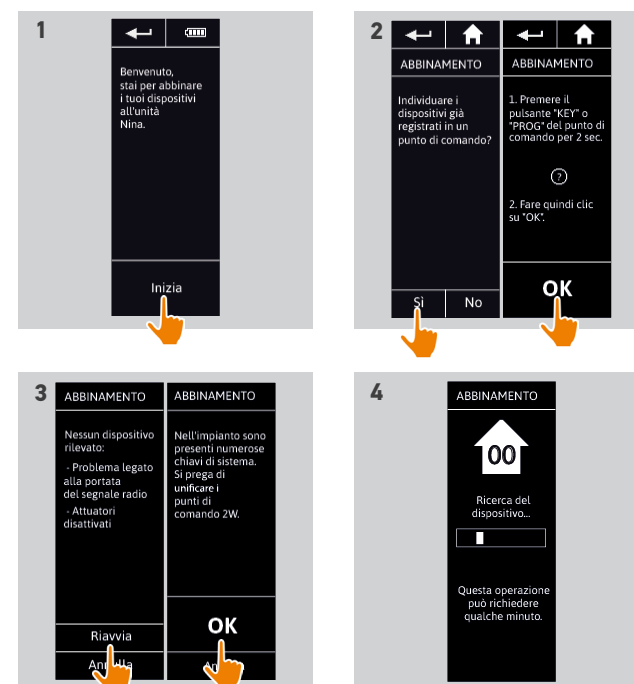 1
Benvenuto,
stai per abbinare
i tuoi dispositivi
all'unità
Nina.
Inizia
2
ABBINAMENTO
Individuare i
dispositivi già
registrati in un
punto di comando?
Sì
No
ABBINAMENTO
1. Premere il
pulsante "KEY" o
"PROG" del punto di
comando per 2 sec.
?
2. Fare quindi clic
su "OK".
OK
3
ABBINAMENTO
Nessun dispositivo
rilevato:
- Problema legato
alla portata
del segnale radio
- Attuatori
disattivati
Riavvia
ABBINAMENTO
Nell'impianto sono
presenti numerose
chiavi di sistema.
Si prega di
unificare i
punti di
comando 2W.
OK
4
ABBINAMENTO
00
Ricerca del
dispositivo...
Questa operazione
può richiedere
qualche minuto.